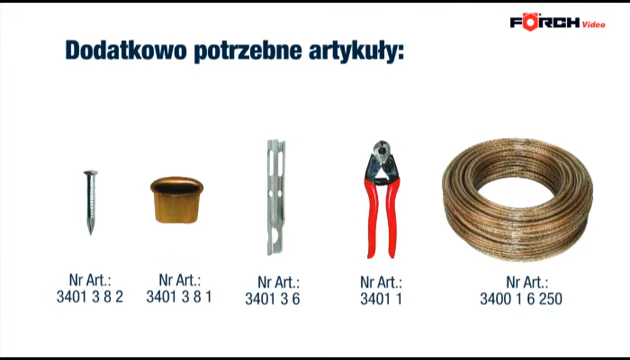 FÖRCH Video
Dodatkowo potrzebne artykuły:
Nr Art.:
3401 3 8 2
Nr Art.:
3401 3 8 1
Nr Art.:
3401 3 6
Nr Art.:
3401 1
Nr Art.:
3400 1 6 250